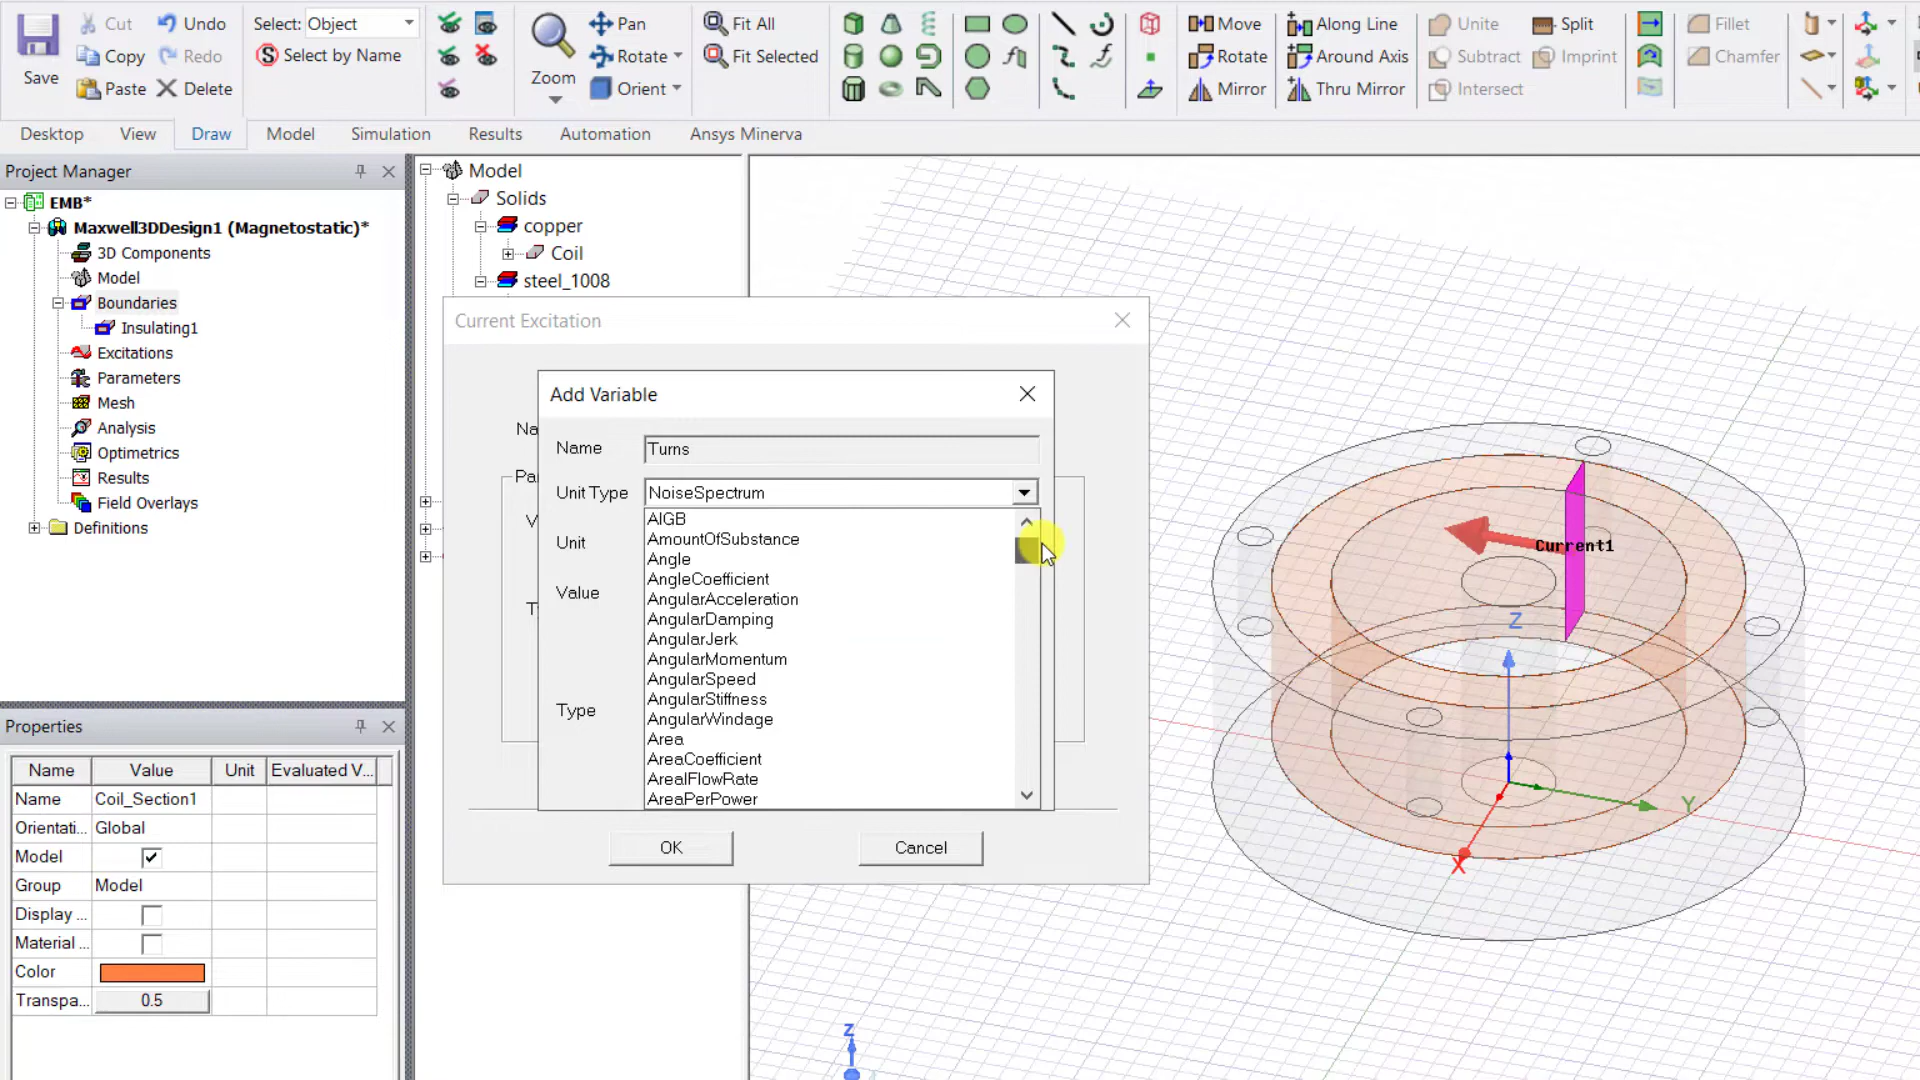 Save
Cut
Copy
Paste
Undo
Redo
Delete
Select: Object
Select by Name
Zoom
Pan
Rotate
Orient
Fit All
Fit Selected
Move
Rotate
Mirror
Along Line
Around Axis
Thru Mirror
Unite
Subtract
Intersect
Split
Imprint
Fillet
Chamfer
Desktop View Draw Model Simulation Results Automation Ansys Minerva
Project Manager
EMB*
Maxwell3DDesign1 (Magnetostatic)*
3D Components
Model
Boundaries
Insulating1
Excitations
Parameters
Mesh
Analysis
Optimetrics
Results
Field Overlays
Definitions
Properties
Name Value Unit Evaluated V...
Name Coil_Section1
Orientati... Global
Model
Group Model
Display ...
Material ...
Color
Transpa... 0.5
Model
Solids
copper
Coil
steel_1008
Current Excitation
Na
Pa
V
T
Add Variable
Name Turns
Unit Type NoiseSpectrum
Unit
Value
Type
AIGB
AmountOfSubstance
Angle
AngleCoefficient
AngularAcceleration
AngularDamping
AngularJerk
AngularMomentum
AngularSpeed
AngularStiffness
AngularWindage
Area
AreaCoefficient
ArealFlowRate
AreaPerPower
OK Cancel
Current1
Z
Y
X
Z